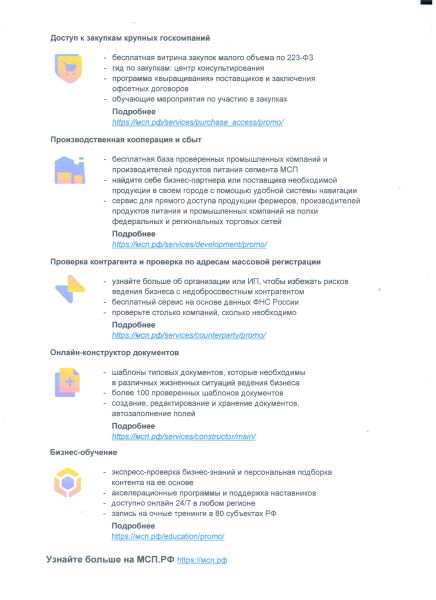 Доступ к закупкам крупных госкомпаний
- бесплатная витрина закупок малого объема по 223-ФЗ
- гид по закупкам: центр консультирования
- программа «выращивания» поставщиков и заключения
офсетных договоров
- обучающие мероприятия по участию в закупках
Подробнее
https://мсп.рф/services/purchase_access/promo/
Производственная кооперация и сбыт
- бесплатная база проверенных промышленных компаний и
производителей продуктов питания сегмента МСП
- найдите себе бизнес-партнера или поставщика необходимой
продукции в своем городе с помощью удобной системы навигации
- сервис для прямого доступа продукции фермеров, производителей
продуктов питания и промышленных компаний на полки
федеральных и региональных торговых сетей
Подробнее
https://мсп.рф/services/development/promo/
Проверка контрагента и проверка по адресам массовой регистрации
- узнайте больше об организации или ИП, чтобы избежать рисков
ведения бизнеса с недобросовестным контрагентом
- бесплатный сервис на основе данных ФНС России
- проверьте столько компаний, сколько необходимо
Подробнее
https://мсп.рф/services/counterparty/promo/
Онлайн-конструктор документов
- шаблоны типовых документов, которые необходимы
в различных жизненных ситуаций ведения бизнеса
- более 100 проверенных шаблонов документов
- создание, редактирование и хранение документов,
автозаполнение полей
Подробнее
https://мсп.рф/services/constructor/main/
Бизнес-обучение
- экспресс-проверка бизнес-знаний и персональная подборка
контента на ее основе
- акселерационные программы и поддержка наставников
- доступно онлайн 24/7 в любом регионе
- запись на очные тренинги в 80 субъектах РФ
Подробнее
https://мсп.рф/education/promo/
Узнайте больше на МСП.РФ https://мсп.рф